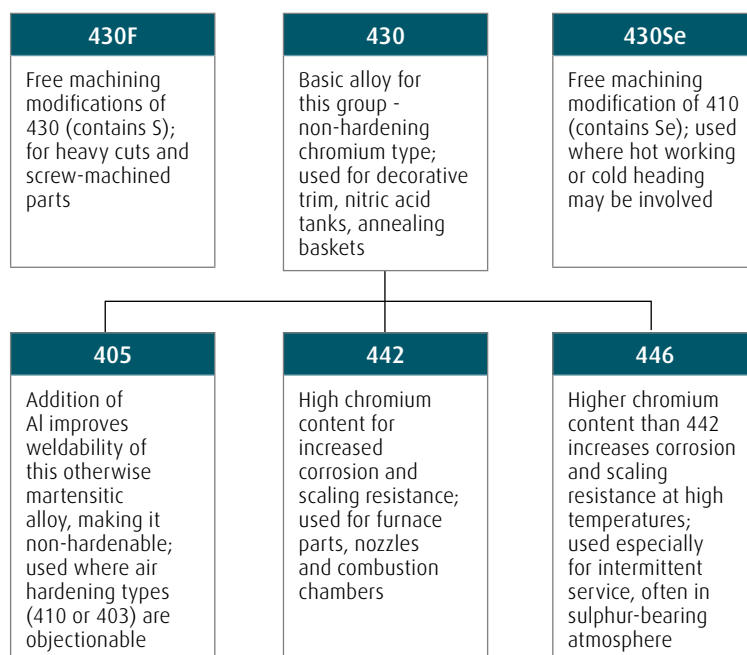 430F
Free machining
modifications of
430 (contains S);
for heavy cuts and
screw-machined
parts
430
Basic alloy for
this group -
non-hardening
chromium type;
used for decorative
trim, nitric acid
tanks, annealing
baskets
430Se
Free machining
modification of 410
(contains Se); used
where hot working
or cold heading
may be involved
405
Addition of
Al improves
weldability of
this otherwise
martensitic
alloy, making it
non-hardenable;
used where air
hardening types
(410 or 403) are
objectionable
442
High chromium
content for
increased
corrosion and
scaling resistance;
used for furnace
parts, nozzles
and combustion
chambers
446
Higher chromium
content than 442
increases corrosion
and scaling
resistance at high
temperatures;
used especially
for intermittent
service, often in
sulphur-bearing
atmosphere